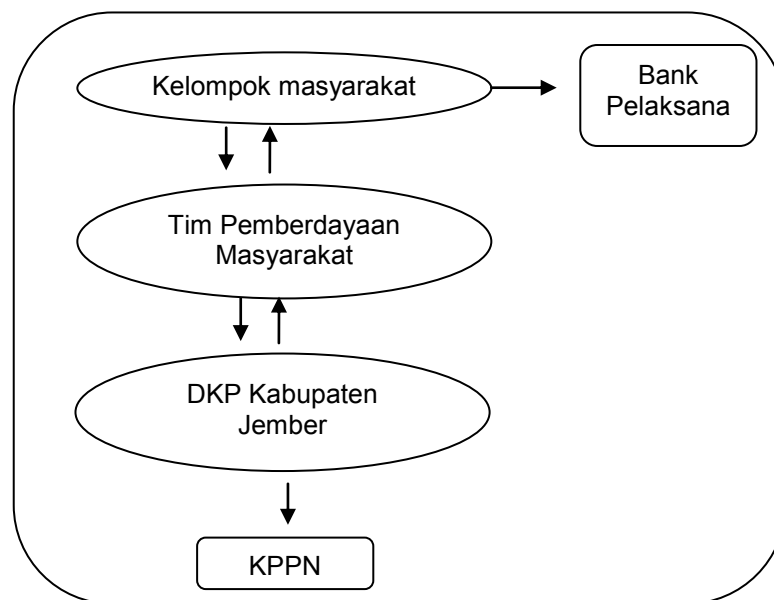 Kelompok masyarakat
Bank
Pelaksana
Tim Pemberdayaan
Masyarakat
DKP Kabupaten
Jember
KPPN